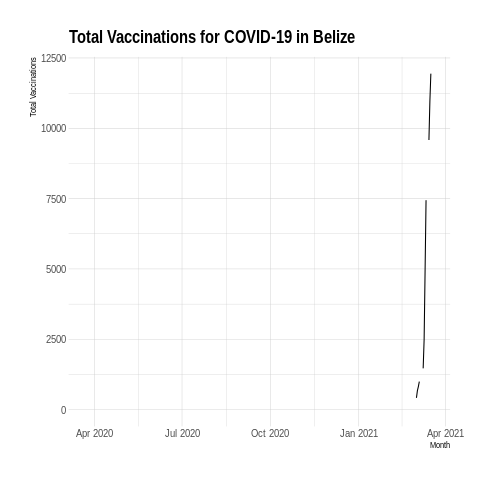 Total Vaccinations for COVID-19 in Belize
Total Vaccinations
12500
10000
7500
5000
2500
0
Apr 2020 Jul 2020 Oct 2020 Jan 2021 Apr 2021
Month